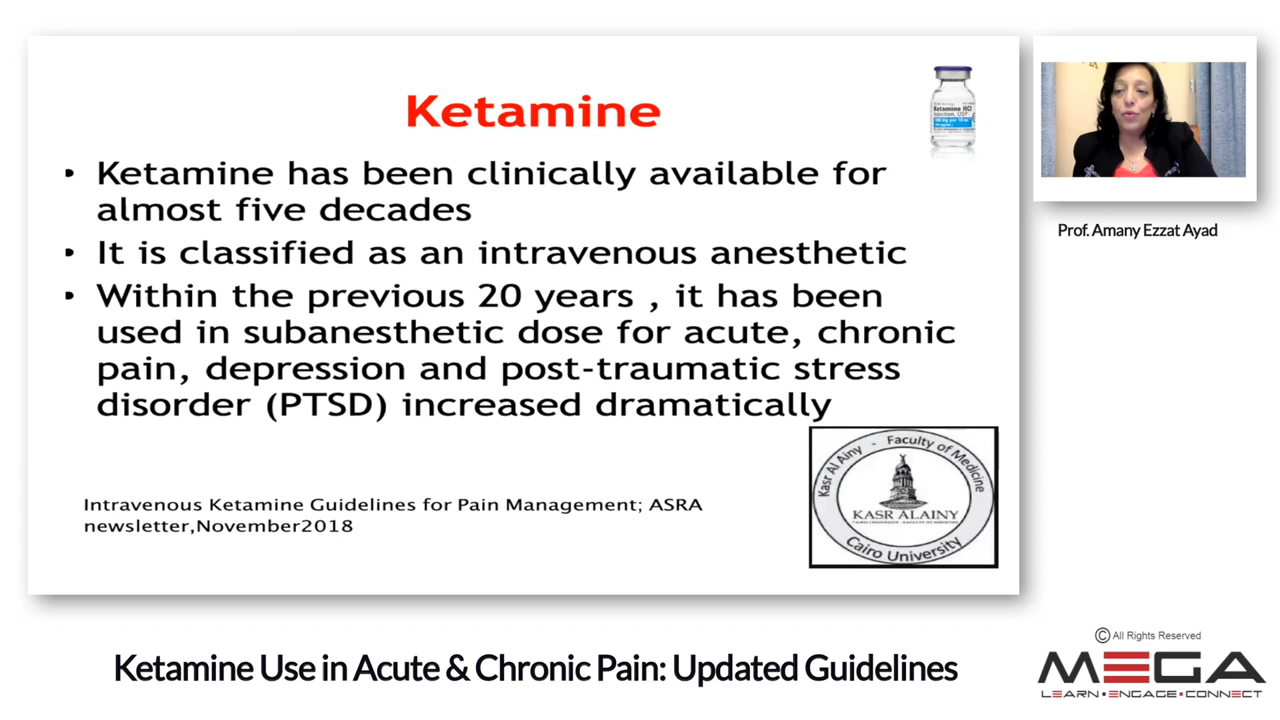 Ketamine
Ketamine HCl
Injection, USP
• Ketamine has been clinically available for
almost five decades
• It is classified as an intravenous anesthetic
• Within the previous 20 years , it has been
used in subanesthetic dose for acute, chronic
pain, depression and post-traumatic stress
disorder (PTSD) increased dramatically
Intravenous Ketamine Guidelines for Pain Management; ASRA
newsletter,November2018
Kasr Al Ainy - Faculty of Medicine
KASR ALAINY
Cairo University
Prof. Amany Ezzat Ayad
Ketamine Use in Acute & Chronic Pain: Updated Guidelines
© All Rights Reserved
MEGA
LEARN•ENGAGE•CONNECT